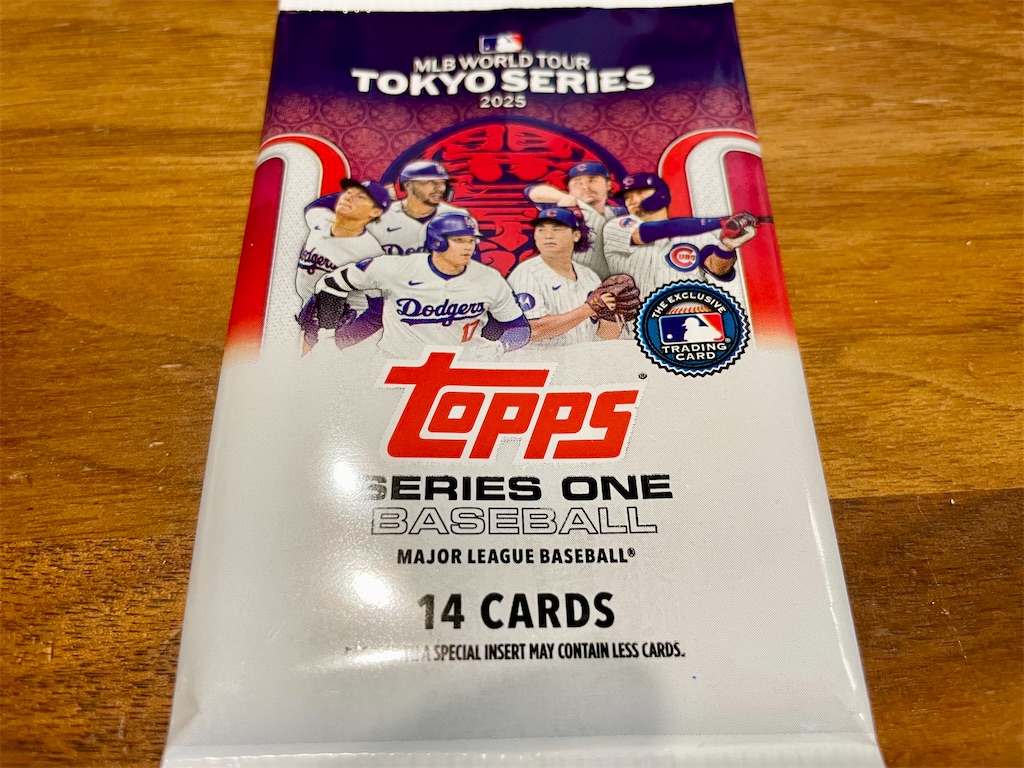 MLB WORLD TOUR
TOKYO SERIES
2025
Dodgers
17
CUBS
THE EXCLUSIVE
TRADING
CARD
®
topps®
SERIES ONE
BASEBALL
MAJOR LEAGUE BASEBALL®
14 CARDS
A SPECIAL INSERT MAY CONTAIN LESS CARDS.